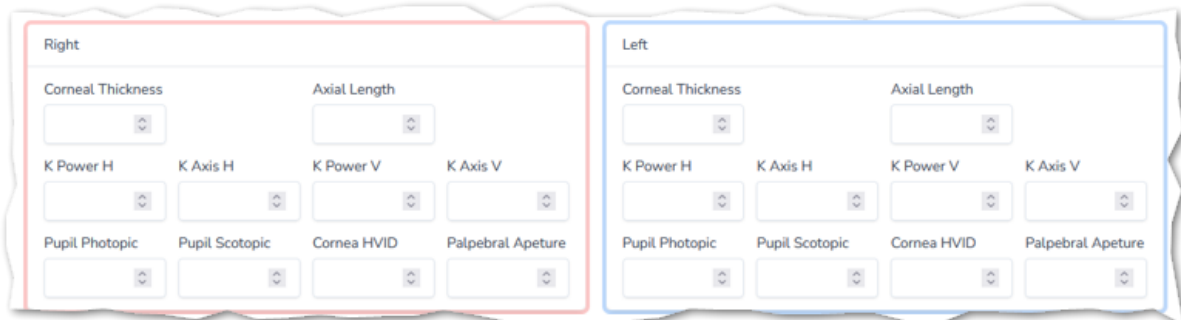 Right
Corneal Thickness Axial Length
K Power H K Axis H K Power V K Axis V
Pupil Photopic Pupil Scotopic Cornea HVID Palpebral Apeture
Left
Corneal Thickness Axial Length
K Power H K Axis H K Power V K Axis V
Pupil Photopic Pupil Scotopic Cornea HVID Palpebral Apeture